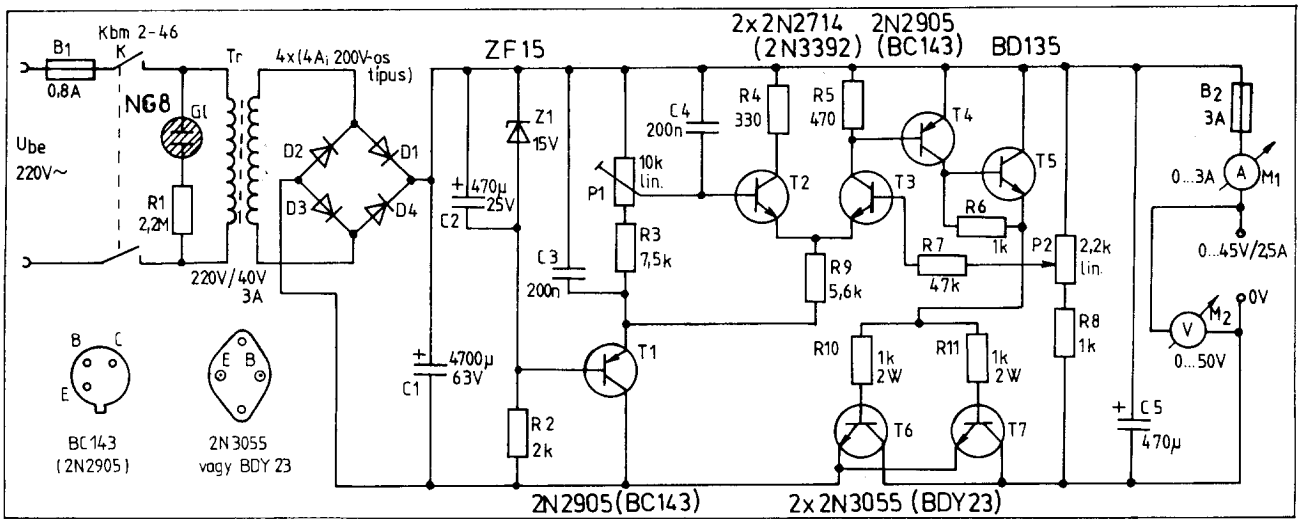 2x2N2714 2N2905
(2N3392) (BC143) BD135
Kbm 2-46
K
B1
0,8A
NG8
Gl
Ube
220V~
R1
2,2M
Tr
220V/40V
3A
4x(4A; 200V-os
típus)
D2
D1
D3
D4
ZF15
Z1
15V
470µ
25V
C2
C3
200n
10k
lin.
P1
R3
7,5k
C4
200n
R4
330
R5
470
T2
T3
T4
T5
R6
1k
R7
47k
P2
2,2k
lin.
R8
1k
R9
5,6k
B2
3A
A
0...3A
M1
0...45V/2,5A
0V
V
M2
0...50V
T1
4700µ
63V
C1
R2
2k
R10
1k
2W
R11
1k
2W
T6
T7
C5
470µ
B
C
E
BC143
(2N2905)
E
B
2N3055
vagy BDY 23
2N2905(BC143)
2x2N3055(BDY23)